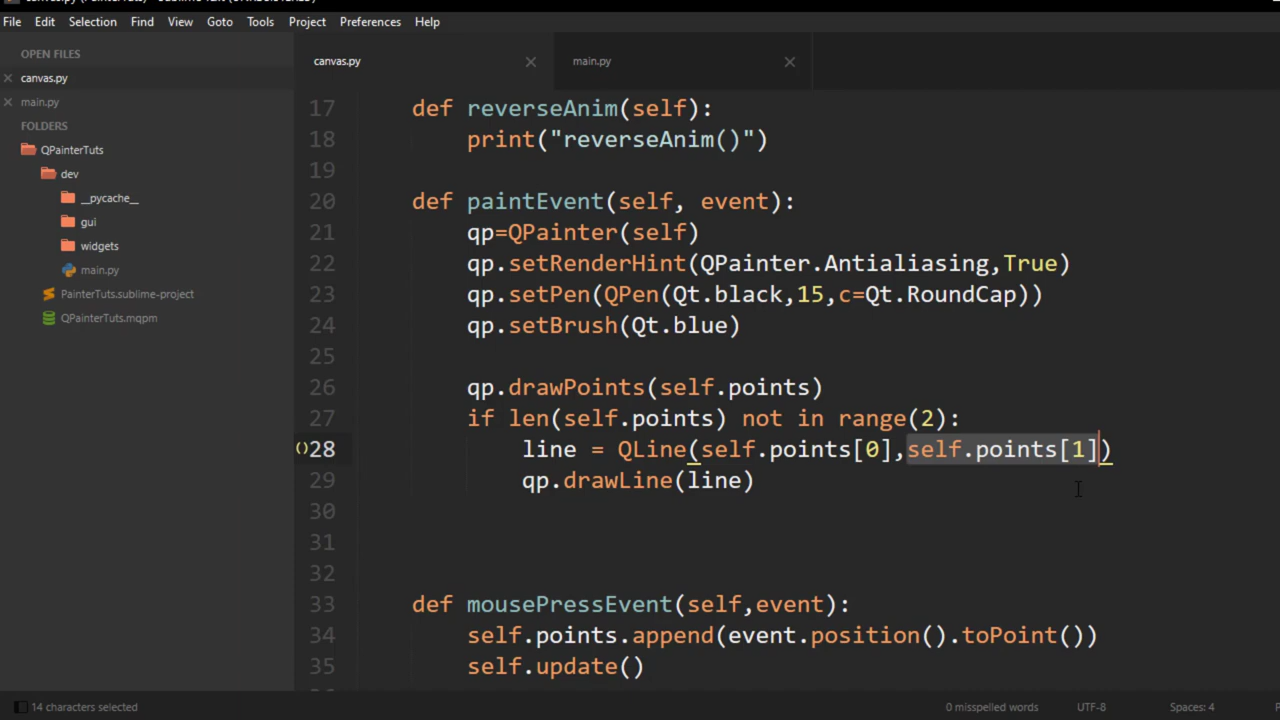 File Edit Selection Find View Goto Tools Project Preferences Help
OPEN FILES
canvas.py
main.py
FOLDERS
QPainterTuts
dev
__pycache__
gui
widgets
main.py
PainterTuts.sublime-project
QPainterTuts.mqpm
canvas.py main.py
17 def reverseAnim(self):
18 print("reverseAnim()")
19
20 def paintEvent(self, event):
21 qp=QPainter(self)
22 qp.setRenderHint(QPainter.Antialiasing,True)
23 qp.setPen(QPen(Qt.black,15,c=Qt.RoundCap))
24 qp.setBrush(Qt.blue)
25
26 qp.drawPoints(self.points)
27 if len(self.points) not in range(2):
28 line = QLine(self.points[0],self.points[1])
29 qp.drawLine(line)
30
31
32
33 def mousePressEvent(self,event):
34 self.points.append(event.position().toPoint())
35 self.update()
14 characters selected 0 misspelled words UTF-8 Spaces: 4